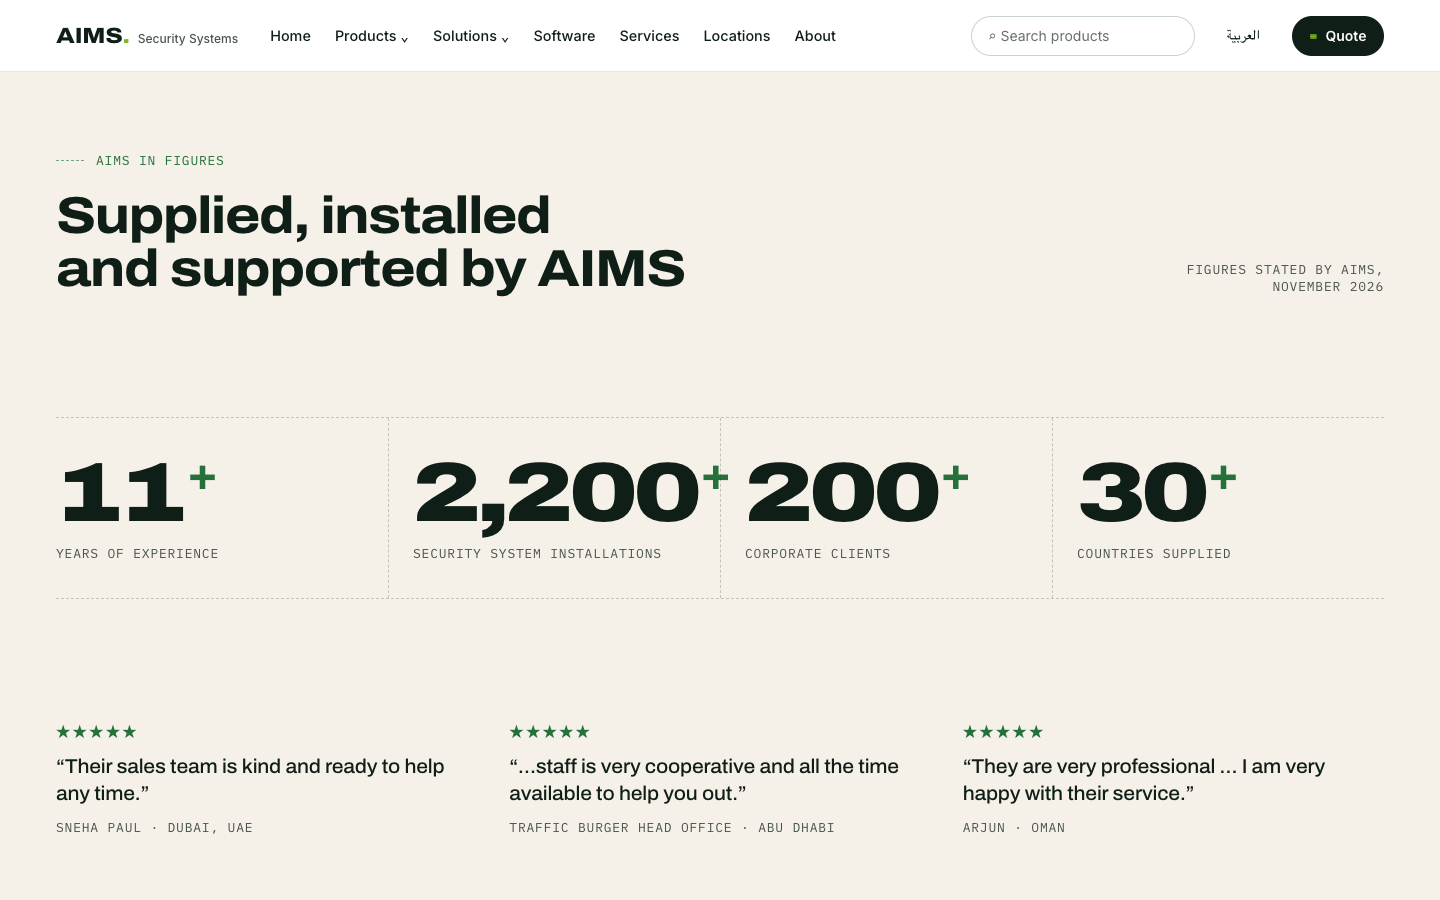 AIMS. Security Systems Home Products Solutions Software Services Locations About Search products العربية Quote
AIMS IN FIGURES
Supplied, installed
and supported by AIMS
FIGURES STATED BY AIMS,
NOVEMBER 2026
11+ 2,200+ 200+ 30+
YEARS OF EXPERIENCE SECURITY SYSTEM INSTALLATIONS CORPORATE CLIENTS COUNTRIES SUPPLIED
★★★★★ ★★★★★ ★★★★★
“Their sales team is kind and ready to help
any time.”
SNEHA PAUL · DUBAI, UAE
“…staff is very cooperative and all the time
available to help you out.”
TRAFFIC BURGER HEAD OFFICE · ABU DHABI
“They are very professional … I am very
happy with their service.”
ARJUN · OMAN